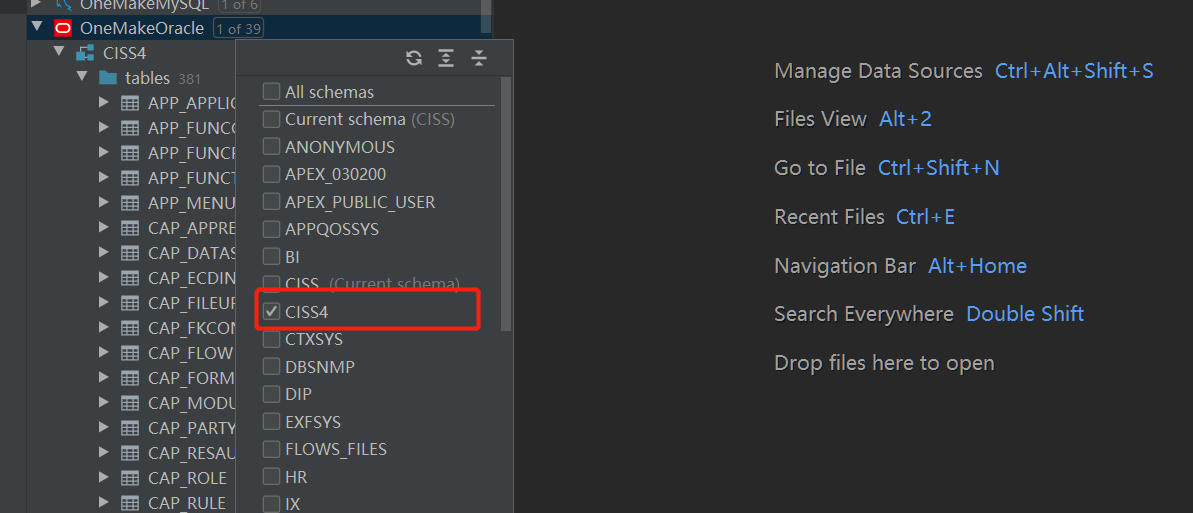 OneMakeMySQL 1 of 6
OneMakeOracle 1 of 39
CISS4
tables 381
APP_APPLIC
APP_FUNC
APP_FUNC
APP_FUNCT
APP_MENU
CAP_APPRE
CAP_DATAS
CAP_ECDIN
CAP_FILEUP
CAP_FKCON
CAP_FLOW
CAP_FORM
CAP_MODU
CAP_PARTY
CAP_RESAU
CAP_ROLE
CAP_RULE
All schemas
Current schema (CISS)
ANONYMOUS
APEX_030200
APEX_PUBLIC_USER
APPQOSSYS
BI
CISS (Current schema)
CISS4
CTXSYS
DBSNMP
DIP
EXFSYS
FLOWS_FILES
HR
IX
Manage Data Sources Ctrl+Alt+Shift+S
Files View Alt+2
Go to File Ctrl+Shift+N
Recent Files Ctrl+E
Navigation Bar Alt+Home
Search Everywhere Double Shift
Drop files here to open